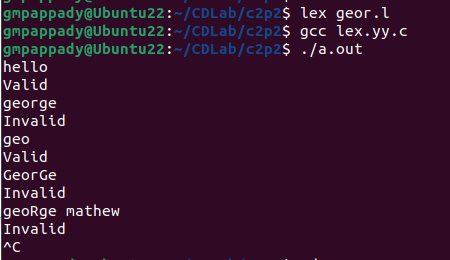 gmpappady@Ubuntu22:~/CDLab/c2p2$ lex geor.l
gmpappady@Ubuntu22:~/CDLab/c2p2$ gcc lex.yy.c
gmpappady@Ubuntu22:~/CDLab/c2p2$ ./a.out
hello
Valid
george
Invalid
geo
Valid
GeorGe
Invalid
geoRge mathew
Invalid
^C